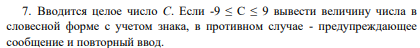 7. Вводится целое число C. Если -9 ≤ C ≤ 9 вывести величину числа в
словесной форме с учетом знака, в противном случае - предупреждающее
сообщение и повторный ввод.